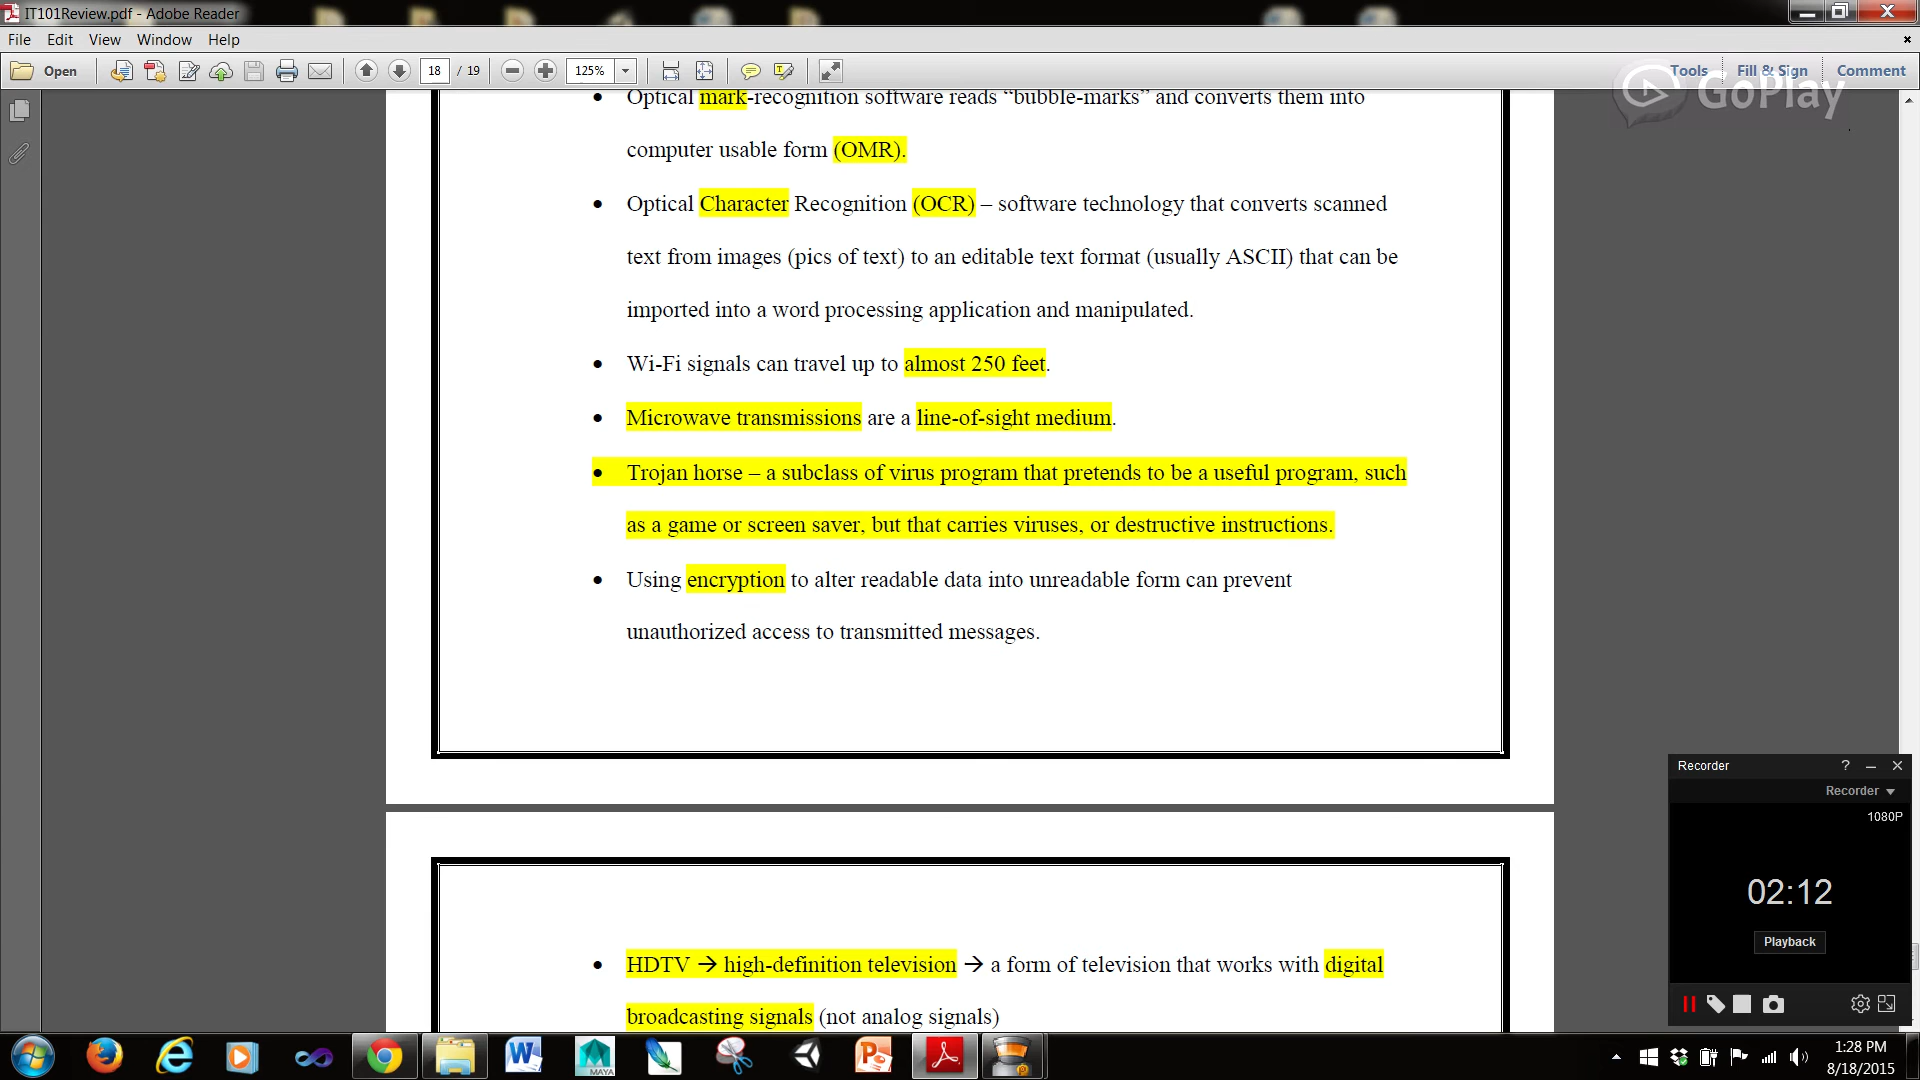 IT101Review.pdf - Adobe Reader
File Edit View Window Help
Open 18 / 19 125% Tools Fill & Sign Comment
GoPlay
• Optical mark-recognition software reads “bubble-marks” and converts them into
computer usable form (OMR).
• Optical Character Recognition (OCR) – software technology that converts scanned
text from images (pics of text) to an editable text format (usually ASCII) that can be
imported into a word processing application and manipulated.
• Wi-Fi signals can travel up to almost 250 feet.
• Microwave transmissions are a line-of-sight medium.
• Trojan horse – a subclass of virus program that pretends to be a useful program, such
as a game or screen saver, but that carries viruses, or destructive instructions.
• Using encryption to alter readable data into unreadable form can prevent
unauthorized access to transmitted messages.
Recorder ?
Recorder
1080P
02:12
Playback
• HDTV → high-definition television → a form of television that works with digital
broadcasting signals (not analog signals)
MAYA
1:28 PM
8/18/2015